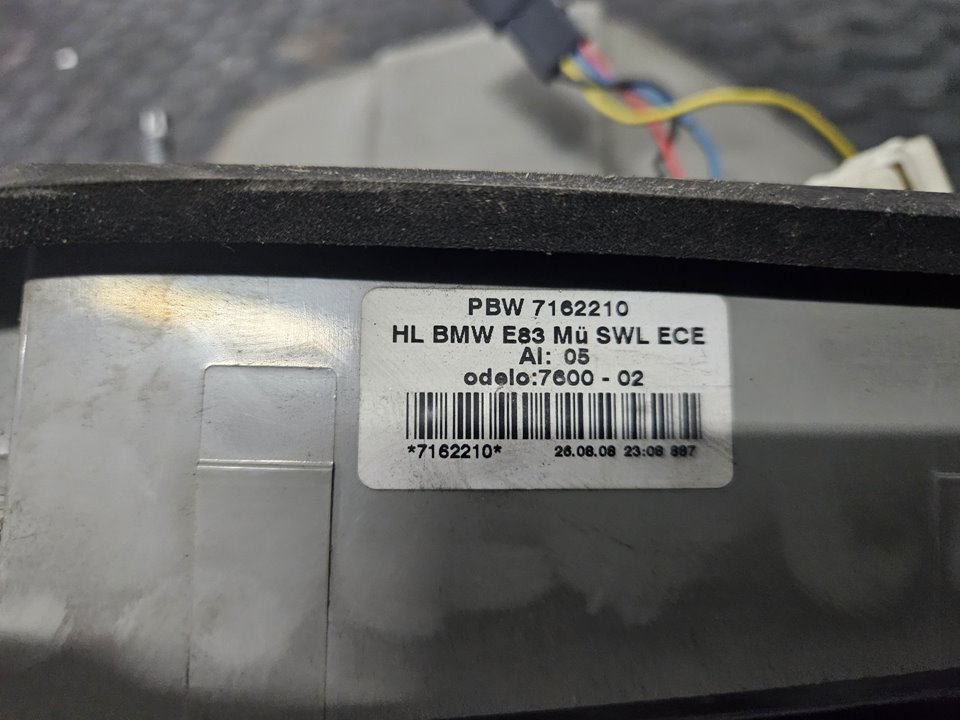 PBW 7162210
HL BMW E83 Mü SWL ECE
AI: 05
odelo:7600 - 02
*7162210*
26.08.08 23:08 887